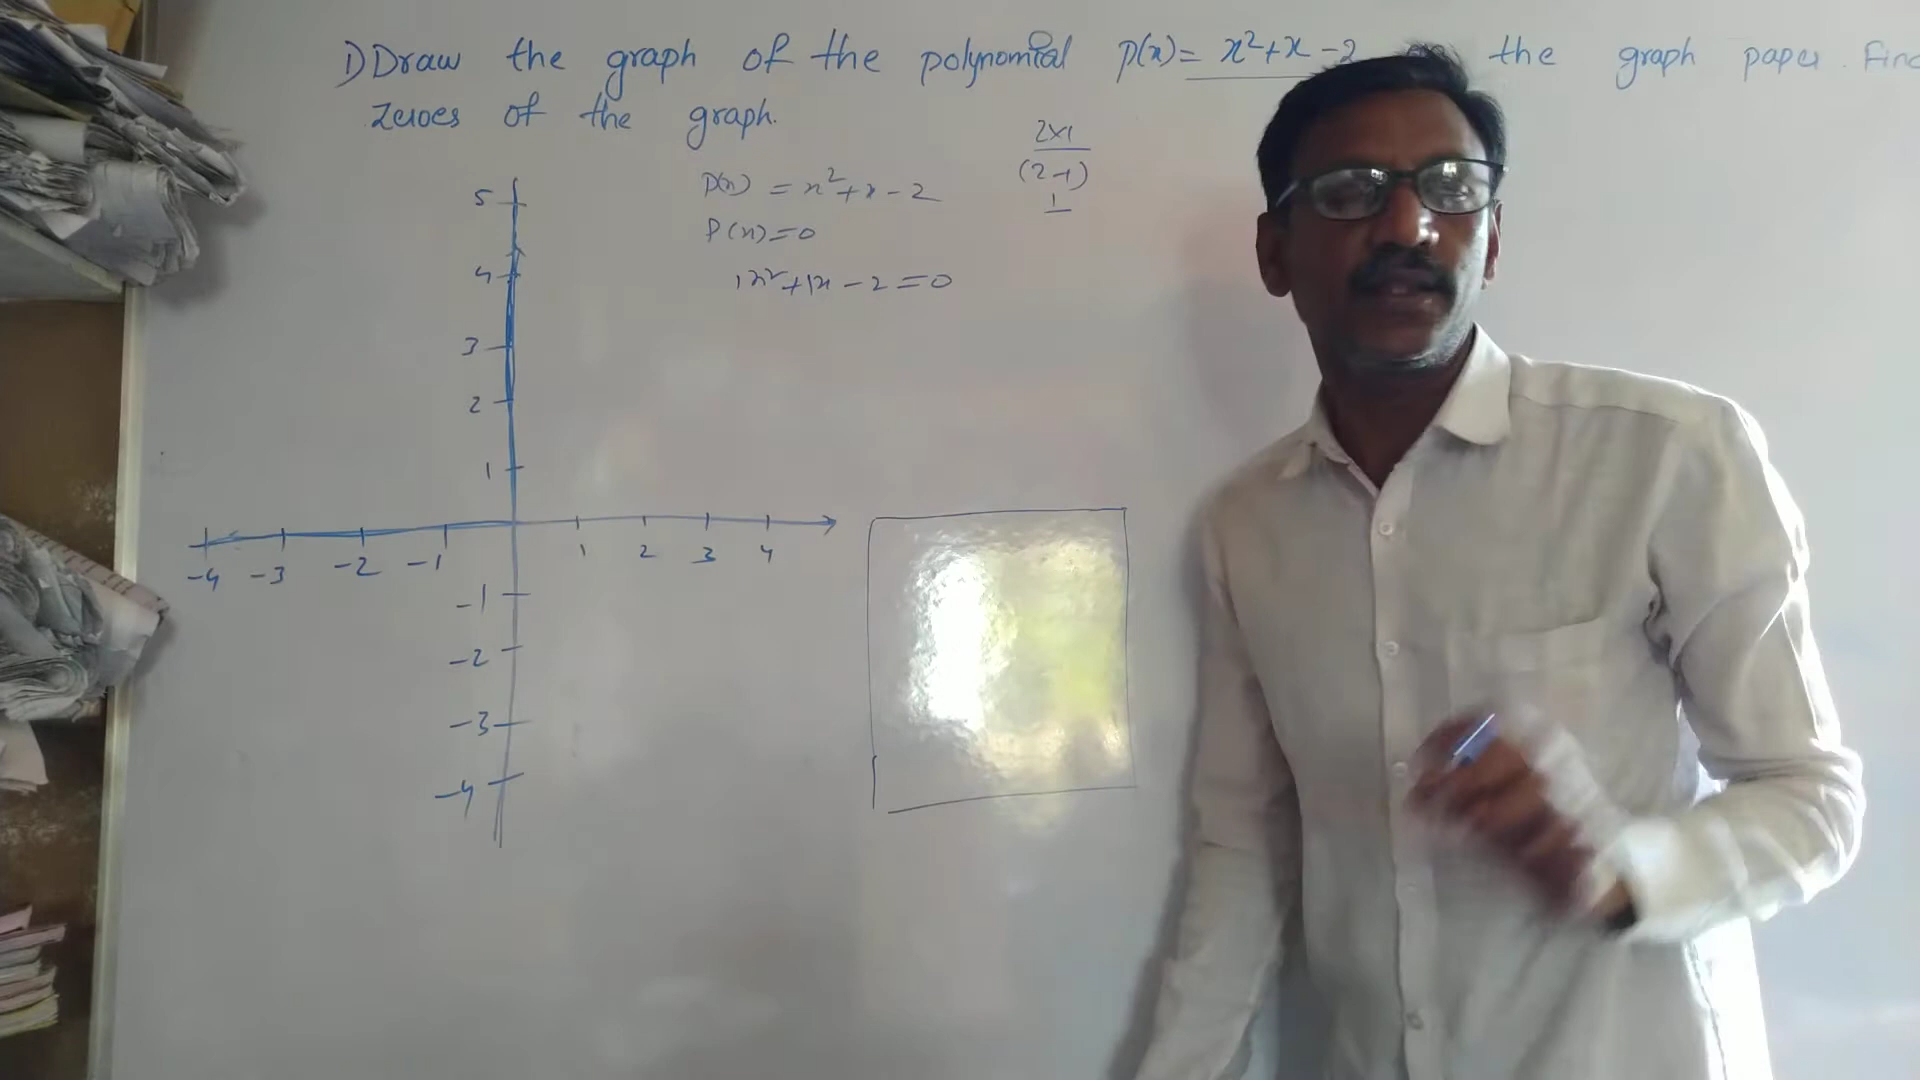 1) Draw the graph of the polynomial p(x) = x²+x-2 the graph paper. Find
zeroes of the graph.
2×1
(2-1)
1
p(x) = x²+x-2
P(x)=0
1x²+1x-2=0
5
4
3
2
1
-4 -3 -2 -1 1 2 3 4
-1
-2
-3
-4